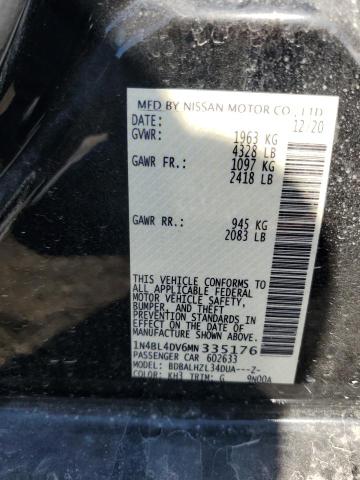 MFD BY NISSAN MOTOR CO.,LTD
DATE: 12/20
GVWR: 1963 KG
4328 LB
GAWR FR.: 1097 KG
2418 LB
GAWR RR.: 945 KG
2083 LB
THIS VEHICLE CONFORMS TO
ALL APPLICABLE FEDERAL
MOTOR VEHICLE SAFETY,
BUMPER, AND THEFT
PREVENTION STANDARDS IN
EFFECT ON THE DATE OF
MANUFACTURE SHOWN ABOVE.
1N4BL4DV6MN335176
PASSENGER CAR 602633
MODEL: BDBALHZL34DUA---Z-
COLOR: KH3 TRIM: G 9N00A